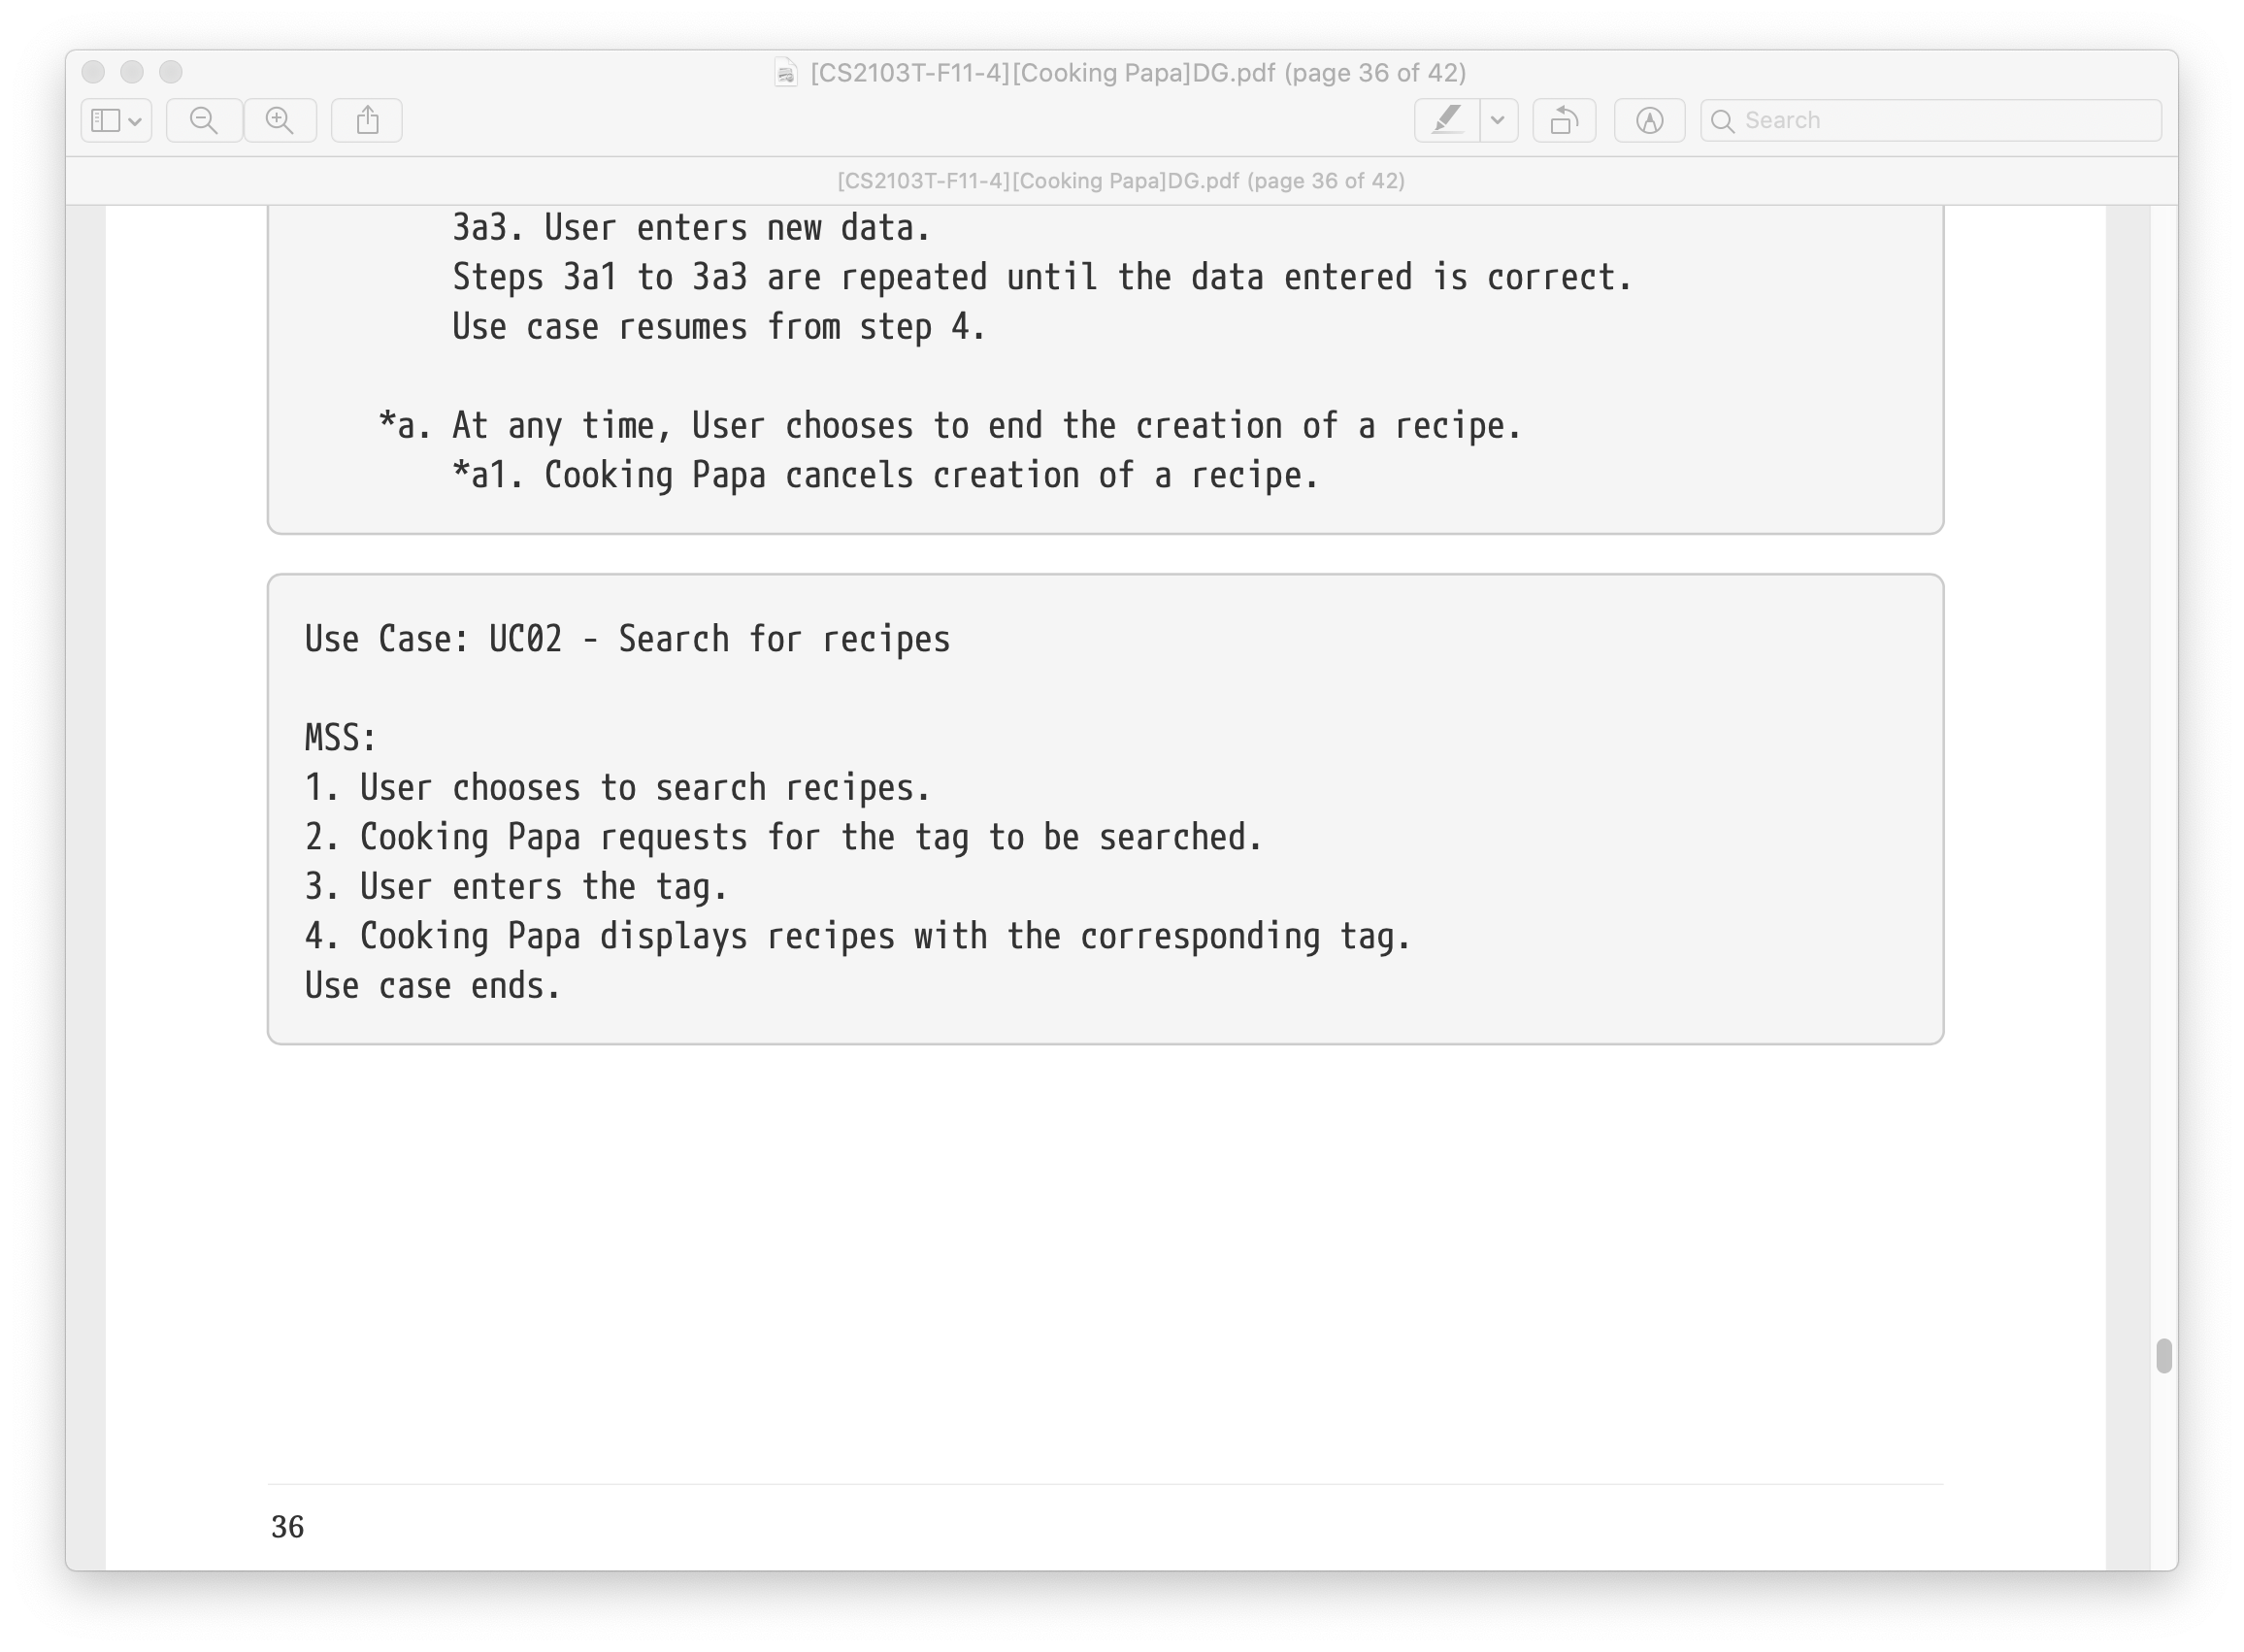 [CS2103T-F11-4][Cooking Papa]DG.pdf (page 36 of 42)
Search
[CS2103T-F11-4][Cooking Papa]DG.pdf (page 36 of 42)
3a3. User enters new data.
Steps 3a1 to 3a3 are repeated until the data entered is correct.
Use case resumes from step 4.
*a. At any time, User chooses to end the creation of a recipe.
*a1. Cooking Papa cancels creation of a recipe.
Use Case: UC02 - Search for recipes
MSS:
1. User chooses to search recipes.
2. Cooking Papa requests for the tag to be searched.
3. User enters the tag.
4. Cooking Papa displays recipes with the corresponding tag.
Use case ends.
36